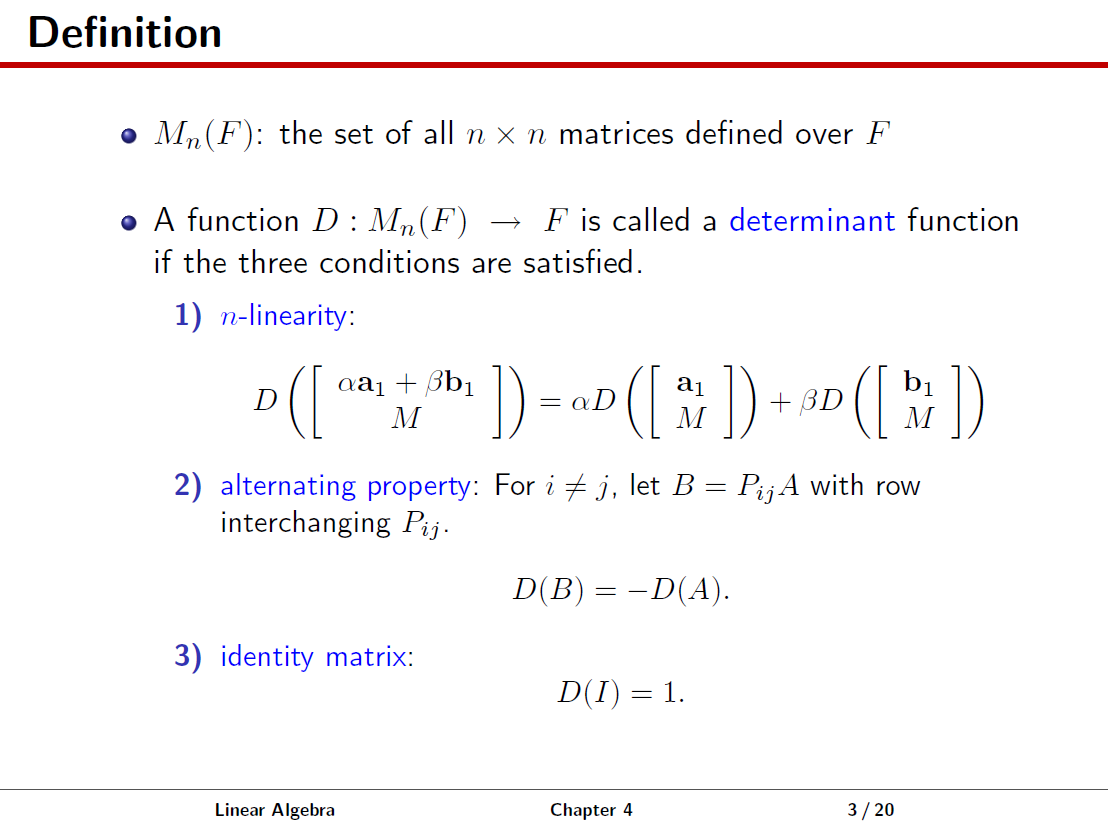 Definition
• Mₙ(F): the set of all n × n matrices defined over F
• A function D : Mₙ(F) → F is called a determinant function
if the three conditions are satisfied.
1) n-linearity:
D([αa₁ + βb₁; M]) = αD([a₁; M]) + βD([b₁; M])
2) alternating property: For i ≠ j, let B = Pᵢⱼ A with row
interchanging Pᵢⱼ.
D(B) = −D(A).
3) identity matrix:
D(I) = 1.
Linear Algebra Chapter 4 3 / 20